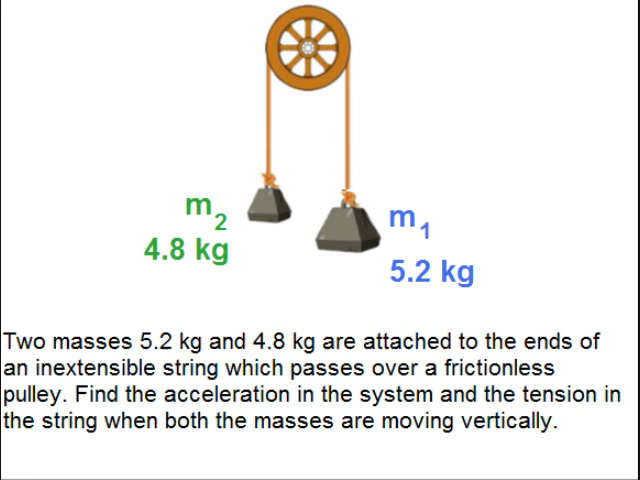 m2
4.8 kg
m1
5.2 kg
Two masses 5.2 kg and 4.8 kg are attached to the ends of
an inextensible string which passes over a frictionless
pulley. Find the acceleration in the system and the tension in
the string when both the masses are moving vertically.